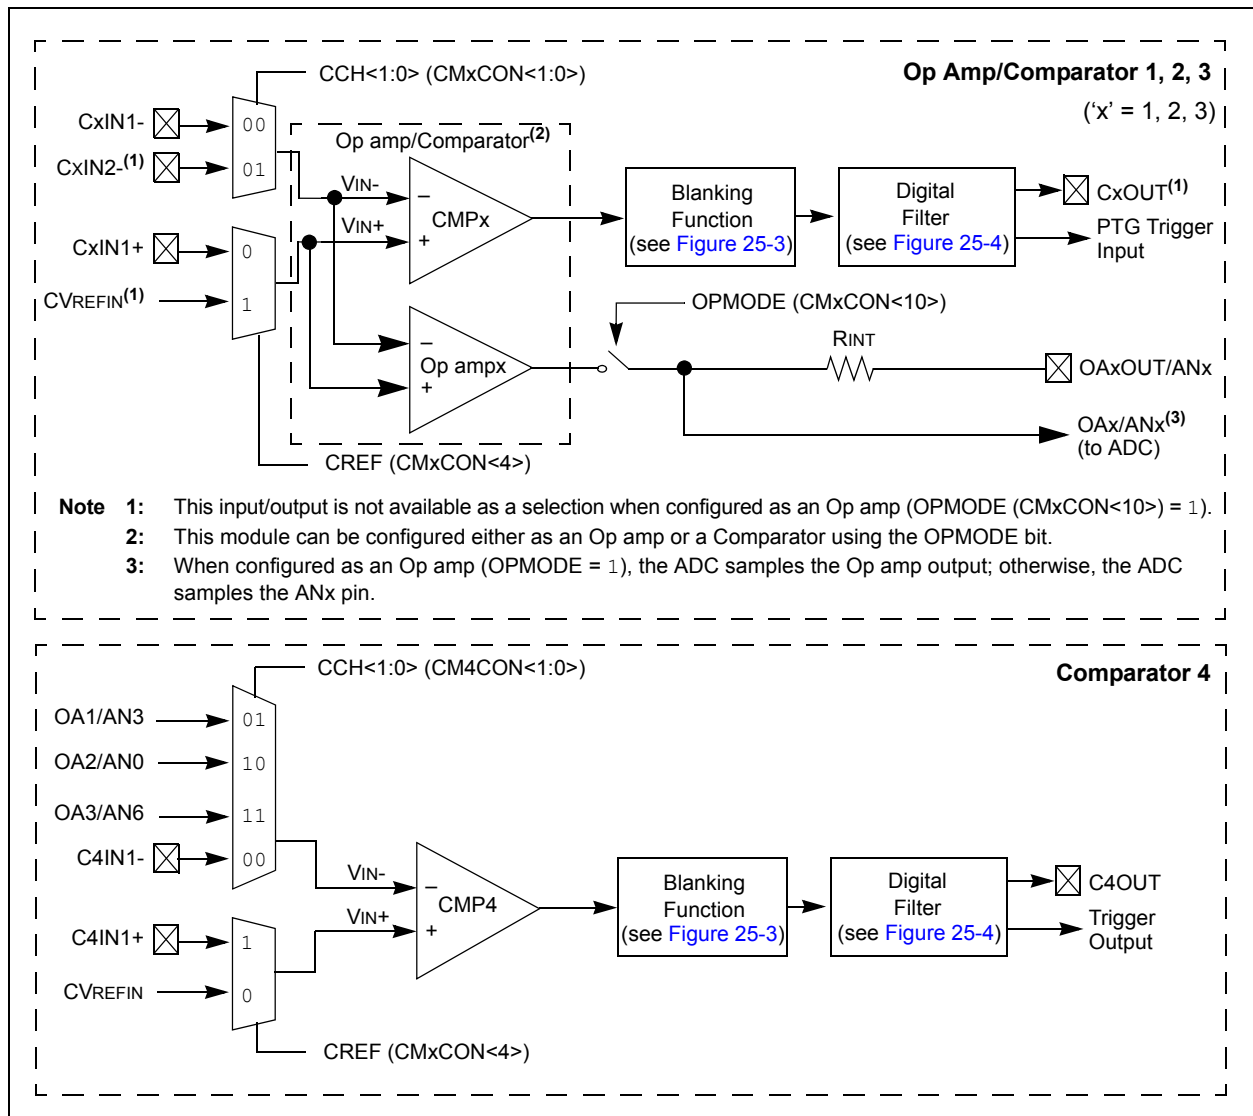 CCH<1:0> (CMxCON<1:0>)
Op Amp/Comparator 1, 2, 3
('x' = 1, 2, 3)
CxIN1-
00
CxIN2-(1)
01
Op amp/Comparator(2)
VIN-
–
CMPx
VIN+
+
Blanking
Function
(see Figure 25-3)
Digital
Filter
(see Figure 25-4)
CxOUT(1)
PTG Trigger
Input
CxIN1+
0
CVREFIN(1)
1
OPMODE (CMxCON<10>)
–
Op ampx
+
RINT
OAxOUT/ANx
OAx/ANx(3)
(to ADC)
CREF (CMxCON<4>)
Note 1: This input/output is not available as a selection when configured as an Op amp (OPMODE (CMxCON<10>) = 1).
2: This module can be configured either as an Op amp or a Comparator using the OPMODE bit.
3: When configured as an Op amp (OPMODE = 1), the ADC samples the Op amp output; otherwise, the ADC
samples the ANx pin.
CCH<1:0> (CM4CON<1:0>)
Comparator 4
OA1/AN3
01
OA2/AN0
10
OA3/AN6
11
C4IN1-
00
VIN-
–
CMP4
VIN+
+
Blanking
Function
(see Figure 25-3)
Digital
Filter
(see Figure 25-4)
C4OUT
Trigger
Output
C4IN1+
1
CVREFIN
0
CREF (CMxCON<4>)